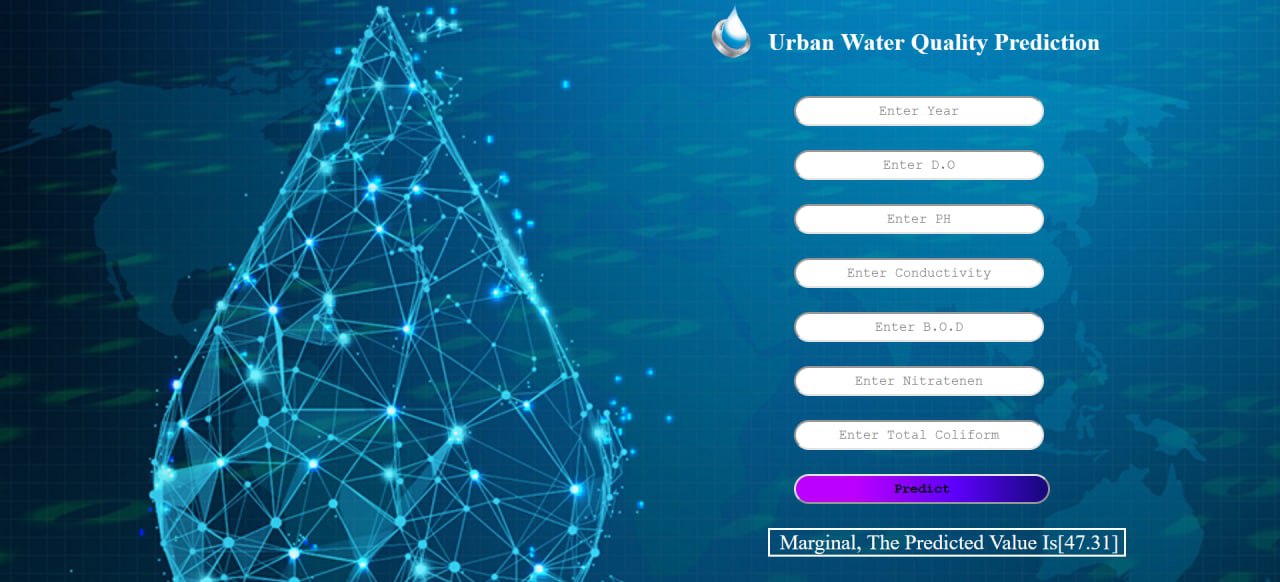 Urban Water Quality Prediction
Enter Year
Enter D.O
Enter PH
Enter Conductivity
Enter B.O.D
Enter Nitratenen
Enter Total Coliform
Predict
Marginal, The Predicted Value Is[47.31]